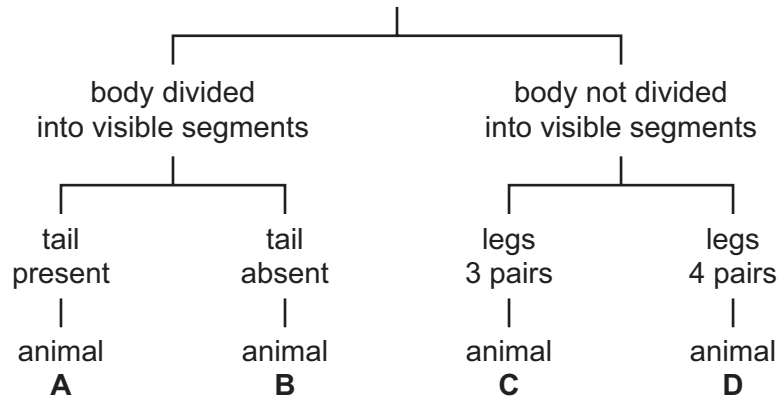 body divided
into visible segments
body not divided
into visible segments
tail
present
tail
absent
legs
3 pairs
legs
4 pairs
animal
A
animal
B
animal
C
animal
D